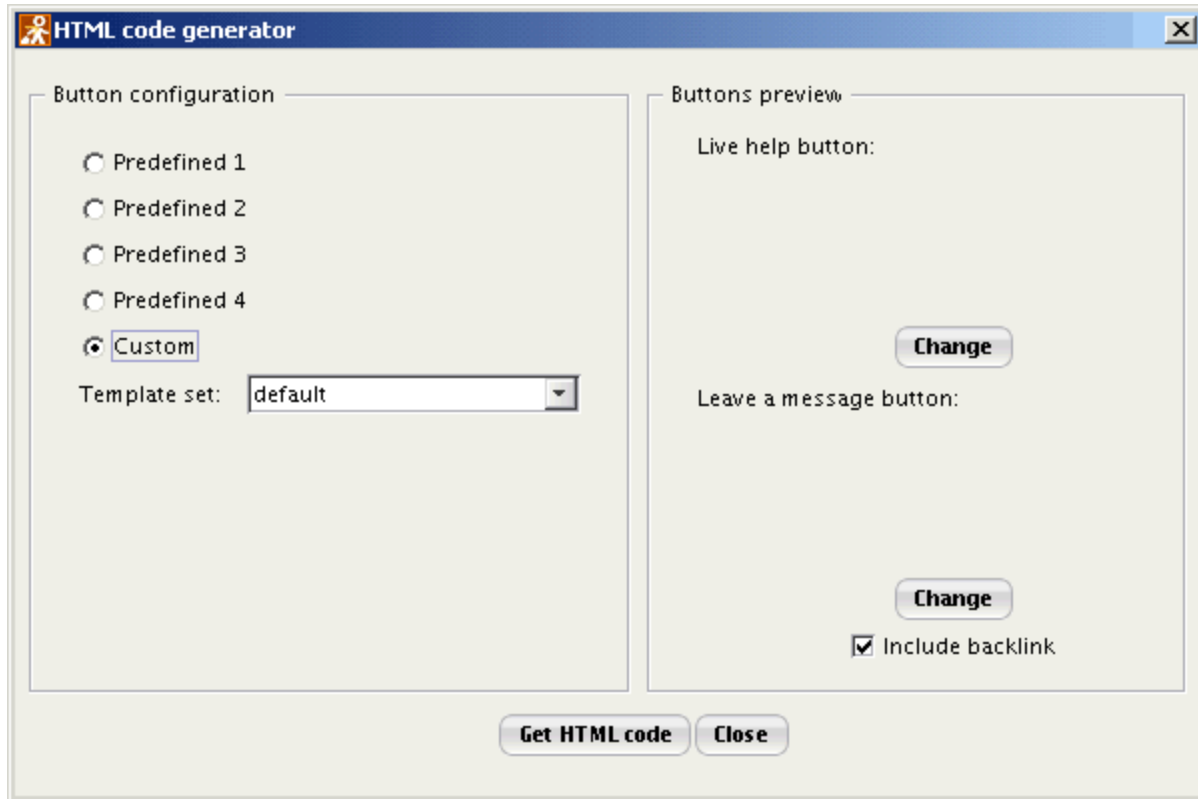 HTML code generator
Button configuration
Predefined 1
Predefined 2
Predefined 3
Predefined 4
Custom
Template set: default
Buttons preview
Live help button:
Change
Leave a message button:
Change
Include backlink
Get HTML code Close